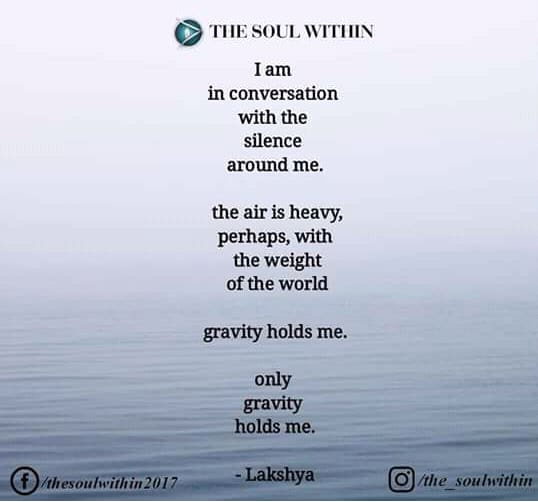 THE SOUL WITHIN
I am
in conversation
with the
silence
around me.
the air is heavy,
perhaps, with
the weight
of the world
gravity holds me.
only
gravity
holds me.
- Lakshya
/thesoulwithin2017
/the_soulwithin